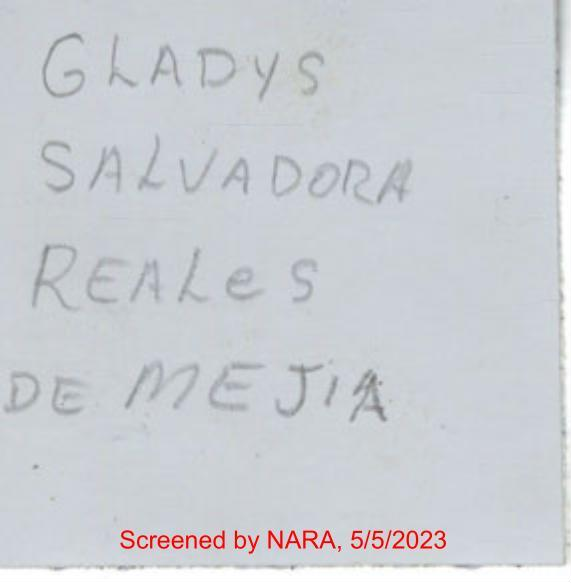 GLADYS
SALVADORA
REALeS
DE MEJIA
Screened by NARA, 5/5/2023